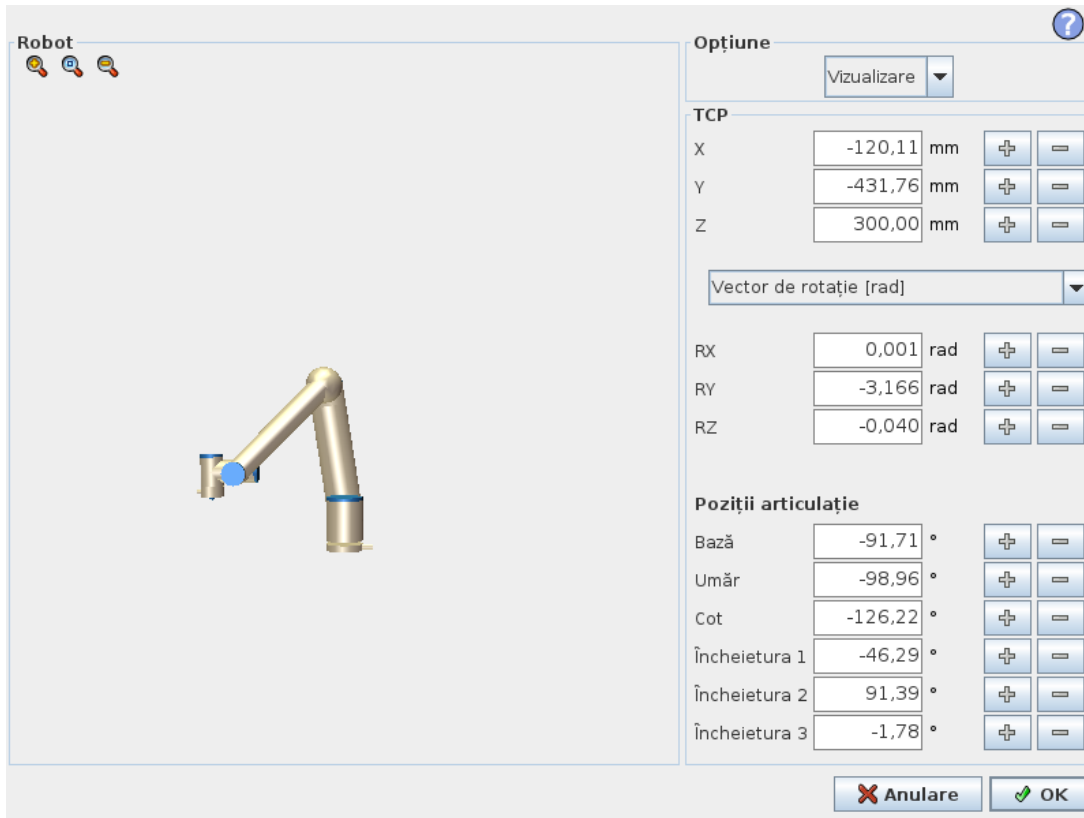 ?
Robot
Opțiune
Vizualizare
TCP
X -120,11 mm
Y -431,76 mm
Z 300,00 mm
Vector de rotație [rad]
RX 0,001 rad
RY -3,166 rad
RZ -0,040 rad
Poziții articulație
Bază -91,71 °
Umăr -98,96 °
Cot -126,22 °
Încheietura 1 -46,29 °
Încheietura 2 91,39 °
Încheietura 3 -1,78 °
Anulare OK